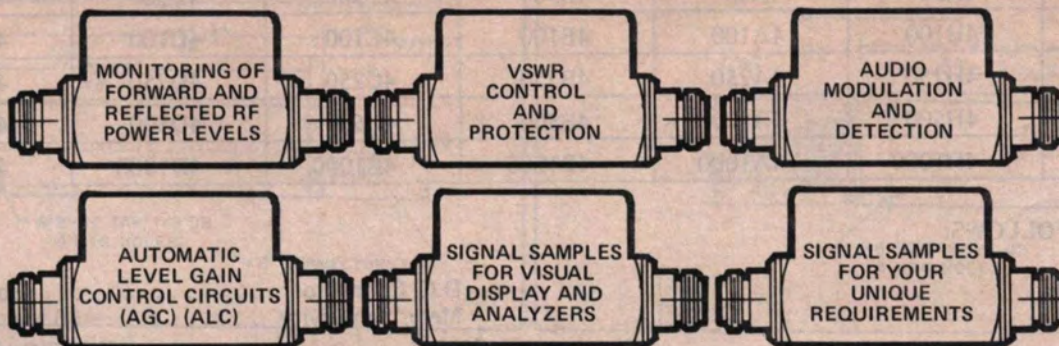 MONITORING OF
FORWARD AND
REFLECTED RF
POWER LEVELS
VSWR
CONTROL
AND
PROTECTION
AUDIO
MODULATION
AND
DETECTION
AUTOMATIC
LEVEL GAIN
CONTROL CIRCUITS
(AGC) (ALC)
SIGNAL SAMPLES
FOR VISUAL
DISPLAY AND
ANALYZERS
SIGNAL SAMPLES
FOR YOUR
UNIQUE
REQUIREMENTS